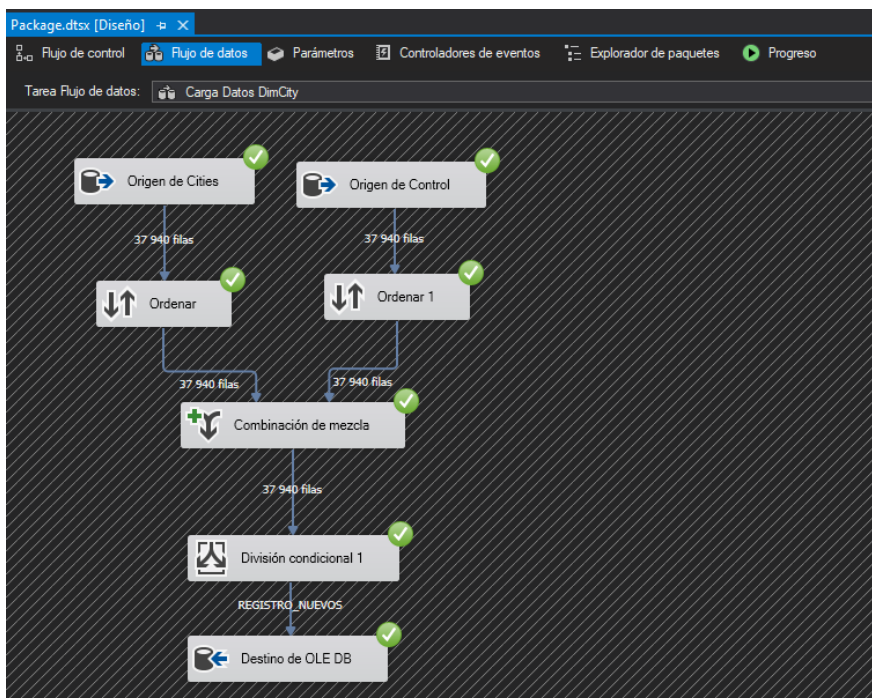 Package.dtsx [Diseño]
Flujo de control Flujo de datos Parámetros Controladores de eventos Explorador de paquetes Progreso
Tarea Flujo de datos: Carga Datos DimCity
Origen de Cities Origen de Control
37 940 filas 37 940 filas
Ordenar Ordenar 1
37 940 filas 37 940 filas
Combinación de mezcla
37 940 filas
División condicional 1
REGISTRO_NUEVOS
Destino de OLE DB